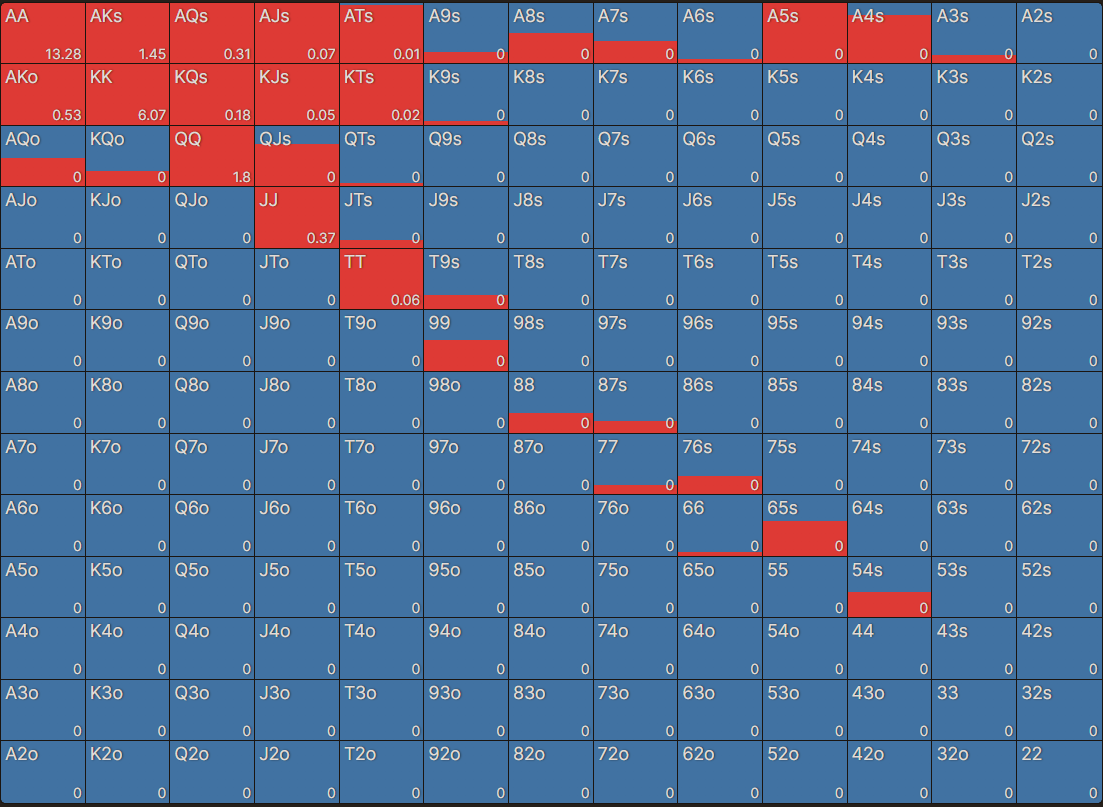 AA AKs AQs AJs ATs A9s A8s A7s A6s A5s A4s A3s A2s
13.28 1.45 0.31 0.07 0.01 0 0 0 0 0 0 0 0
AKo KK KQs KJs KTs K9s K8s K7s K6s K5s K4s K3s K2s
0.53 6.07 0.18 0.05 0.02 0 0 0 0 0 0 0 0
AQo KQo QQ QJs QTs Q9s Q8s Q7s Q6s Q5s Q4s Q3s Q2s
0 0 1.8 0 0 0 0 0 0 0 0 0 0
AJo KJo QJo JJ JTs J9s J8s J7s J6s J5s J4s J3s J2s
0 0 0 0.37 0 0 0 0 0 0 0 0 0
ATo KTo QTo JTo TT T9s T8s T7s T6s T5s T4s T3s T2s
0 0 0 0 0.06 0 0 0 0 0 0 0 0
A9o K9o Q9o J9o T9o 99 98s 97s 96s 95s 94s 93s 92s
0 0 0 0 0 0 0 0 0 0 0 0 0
A8o K8o Q8o J8o T8o 98o 88 87s 86s 85s 84s 83s 82s
0 0 0 0 0 0 0 0 0 0 0 0 0
A7o K7o Q7o J7o T7o 97o 87o 77 76s 75s 74s 73s 72s
0 0 0 0 0 0 0 0 0 0 0 0 0
A6o K6o Q6o J6o T6o 96o 86o 76o 66 65s 64s 63s 62s
0 0 0 0 0 0 0 0 0 0 0 0 0
A5o K5o Q5o J5o T5o 95o 85o 75o 65o 55 54s 53s 52s
0 0 0 0 0 0 0 0 0 0 0 0 0
A4o K4o Q4o J4o T4o 94o 84o 74o 64o 54o 44 43s 42s
0 0 0 0 0 0 0 0 0 0 0 0 0
A3o K3o Q3o J3o T3o 93o 83o 73o 63o 53o 43o 33 32s
0 0 0 0 0 0 0 0 0 0 0 0 0
A2o K2o Q2o J2o T2o 92o 82o 72o 62o 52o 42o 32o 22
0 0 0 0 0 0 0 0 0 0 0 0 0